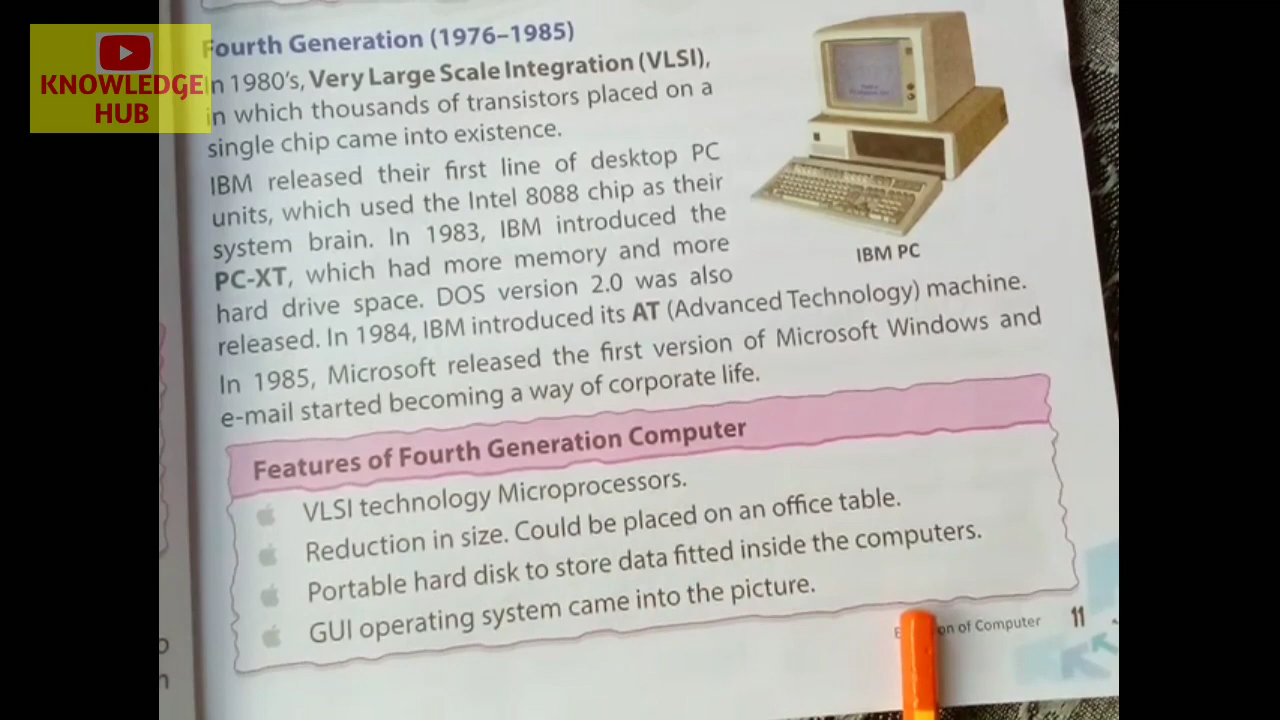 KNOWLEDGE
HUB
Fourth Generation (1976–1985)
In 1980's, Very Large Scale Integration (VLSI),
in which thousands of transistors placed on a
single chip came into existence.
IBM released their first line of desktop PC
units, which used the Intel 8088 chip as their
system brain. In 1983, IBM introduced the
PC-XT, which had more memory and more
hard drive space. DOS version 2.0 was also
released. In 1984, IBM introduced its AT (Advanced Technology) machine.
In 1985, Microsoft released the first version of Microsoft Windows and
e-mail started becoming a way of corporate life.
IBM PC
Features of Fourth Generation Computer
VLSI technology Microprocessors.
Reduction in size. Could be placed on an office table.
Portable hard disk to store data fitted inside the computers.
GUI operating system came into the picture.
of Computer 11